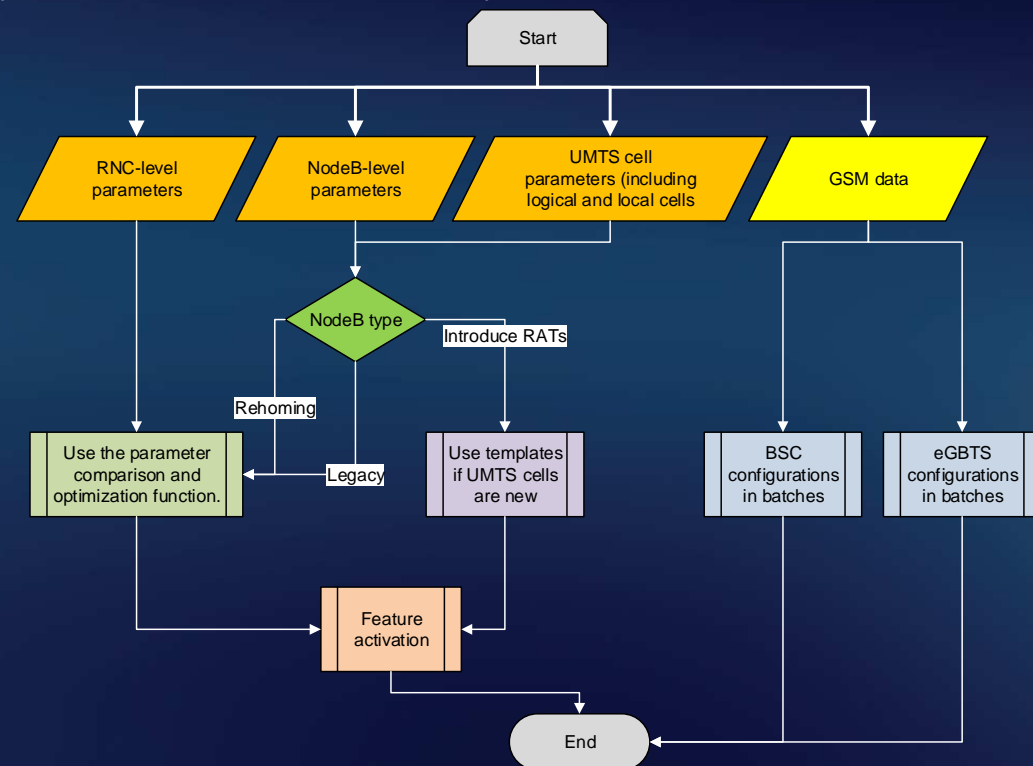 Start
RNC-level
parameters
NodeB-level
parameters
UMTS cell
parameters (including
logical and local cells
GSM data
NodeB type
Introduce RATs
Rehoming
Legacy
Use the parameter
comparison and
optimization function.
Use templates
if UMTS cells
are new
BSC
configurations
in batches
eGBTS
configurations
in batches
Feature
activation
End